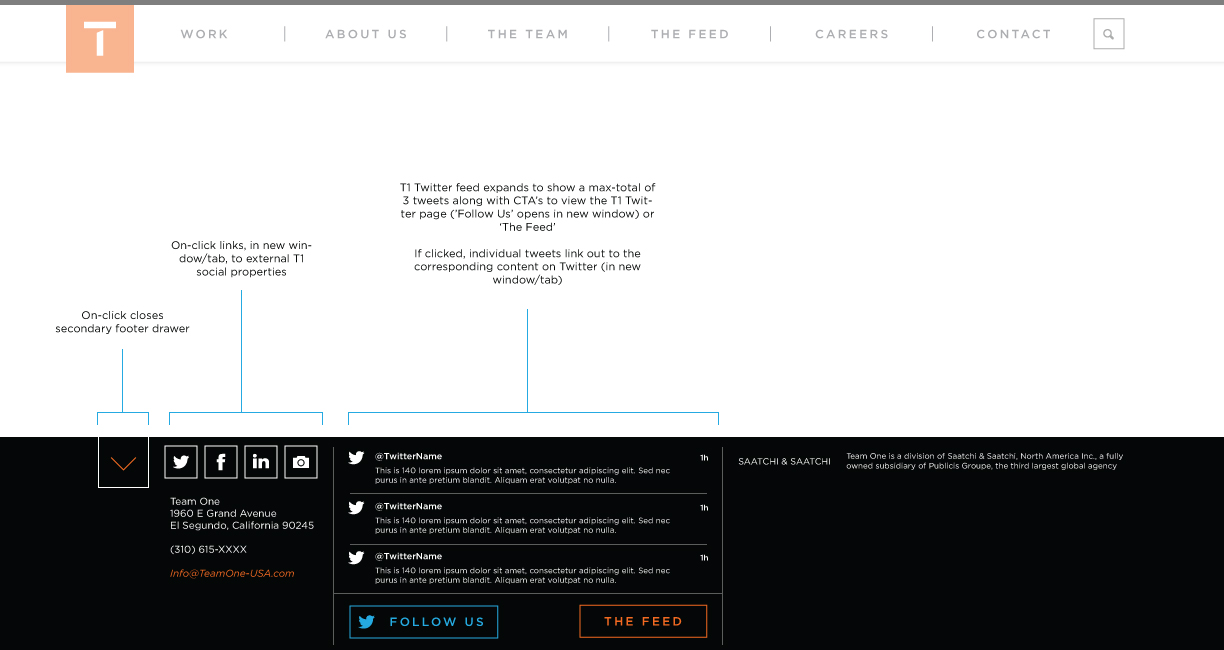 T
WORK
ABOUT US
THE TEAM
THE FEED
CAREERS
CONTACT
T1 Twitter feed expands to show a max-total of
3 tweets along with CTA's to view the T1 Twit-
ter page ('Follow Us' opens in new window) or
'The Feed'
If clicked, individual tweets link out to the
corresponding content on Twitter (in new
window/tab)
On-click links, in new win-
dow/tab, to external T1
social properties
On-click closes
secondary footer drawer
f
in
Team One
1960 E Grand Avenue
El Segundo, California 90245
(310) 615-XXXX
Info@TeamOne-USA.com
@TwitterName 1h
This is 140 lorem ipsum dolor sit amet, consectetur adipiscing elit. Sed nec
purus in ante pretium blandit. Aliquam erat volutpat no nulla.
@TwitterName 1h
This is 140 lorem ipsum dolor sit amet, consectetur adipiscing elit. Sed nec
purus in ante pretium blandit. Aliquam erat volutpat no nulla.
@TwitterName 1h
This is 140 lorem ipsum dolor sit amet, consectetur adipiscing elit. Sed nec
purus in ante pretium blandit. Aliquam erat volutpat no nulla.
FOLLOW US
THE FEED
SAATCHI & SAATCHI
Team One is a division of Saatchi & Saatchi, North America Inc., a fully
owned subsidiary of Publicis Groupe, the third largest global agency